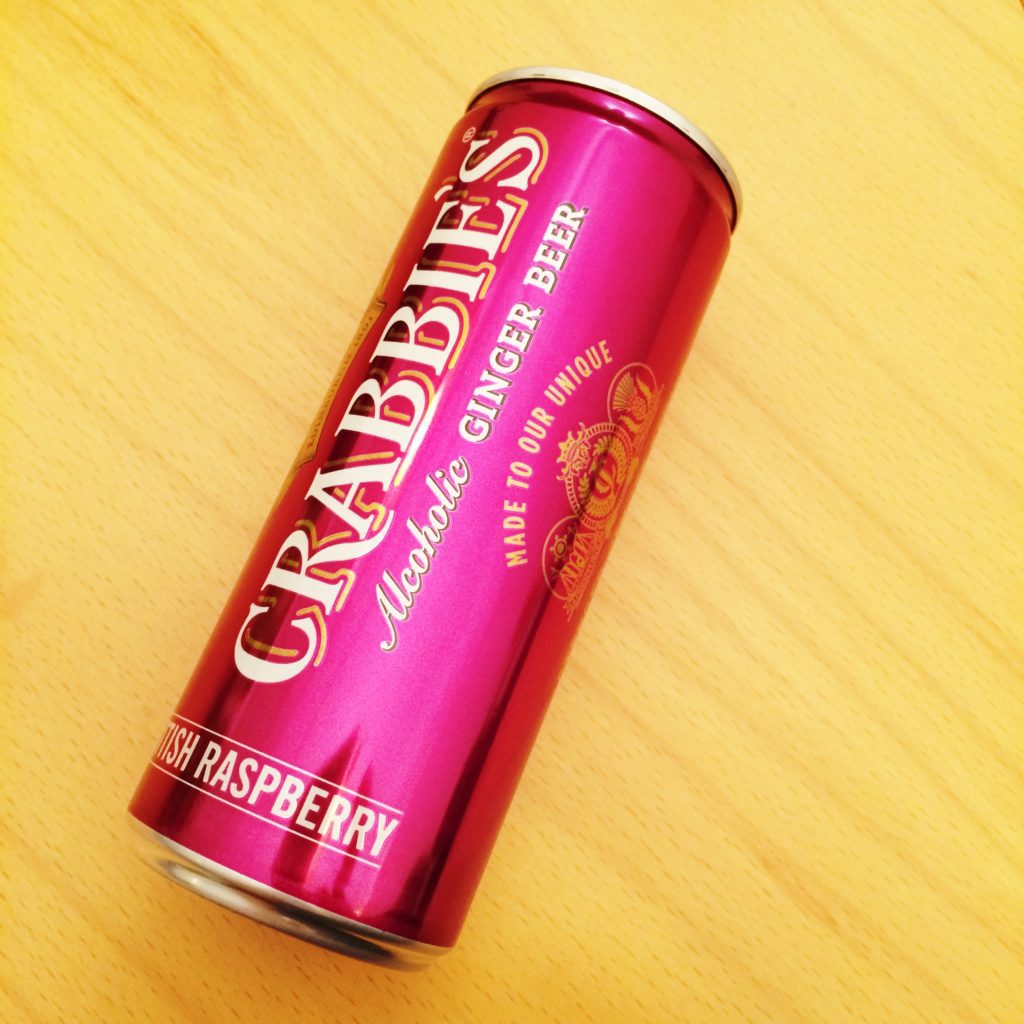 CRABBIE'S®
Alcoholic GINGER BEER
MADE TO OUR UNIQUE
TISH RASPBERRY